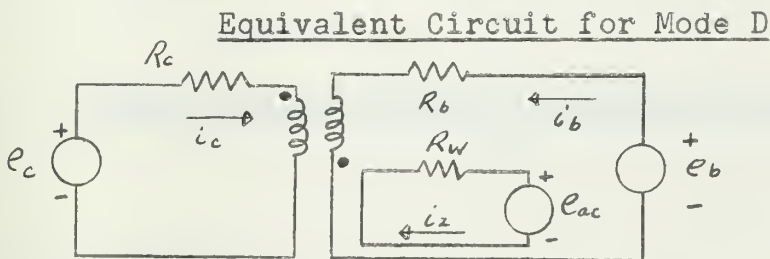 Equivalent Circuit for Mode D
Rc
ic
ec
+
-
Rb
ib
Rw
iz
eac
+
-
eb
+
-